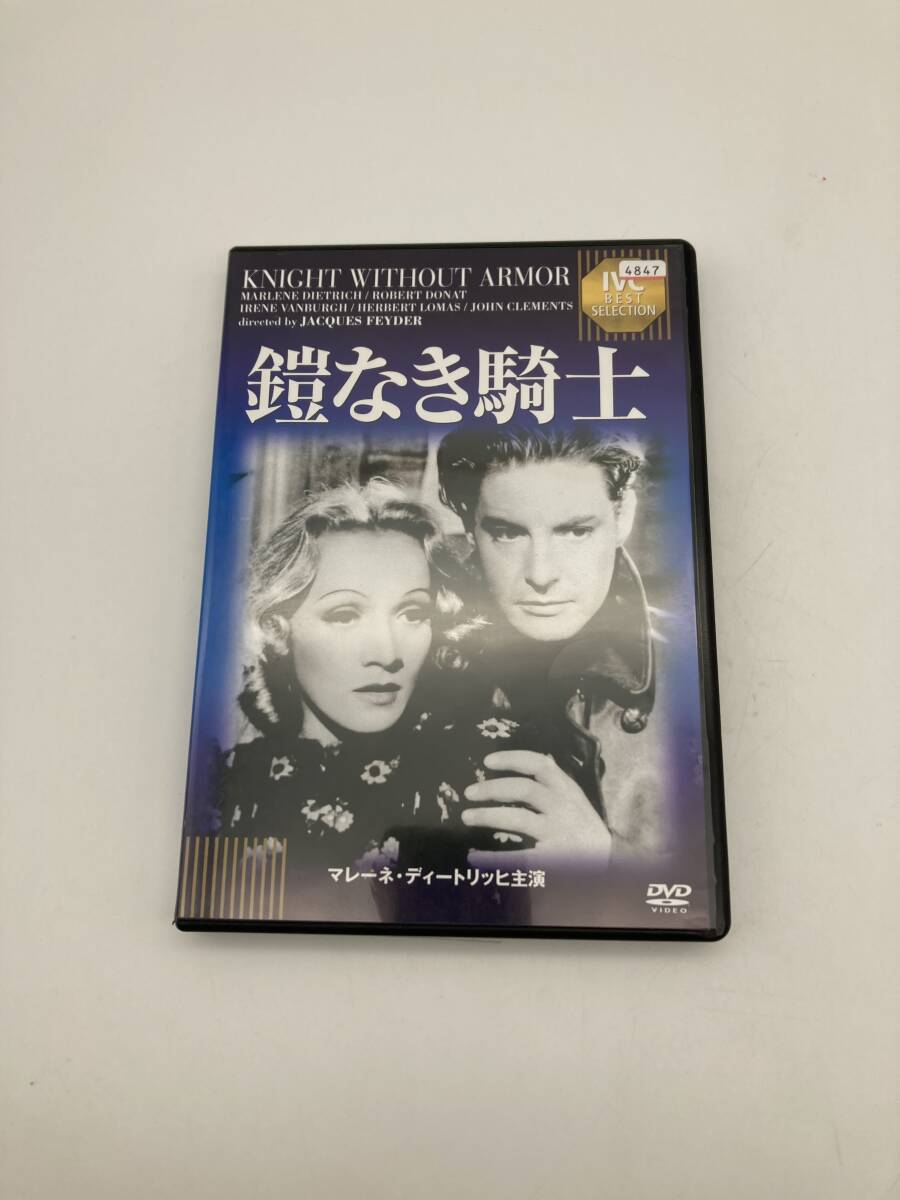 KNIGHT WITHOUT ARMOR
MARLENE DIETRICH / ROBERT DONAT
IRENE VANBURGH / HERBERT LOMAS / JOHN CLEMENTS
directed by JACQUES FEYDER
4847
IVC
BEST
SELECTION
鎧なき騎士
マレーネ・ディートリッヒ主演
DVD
VIDEO